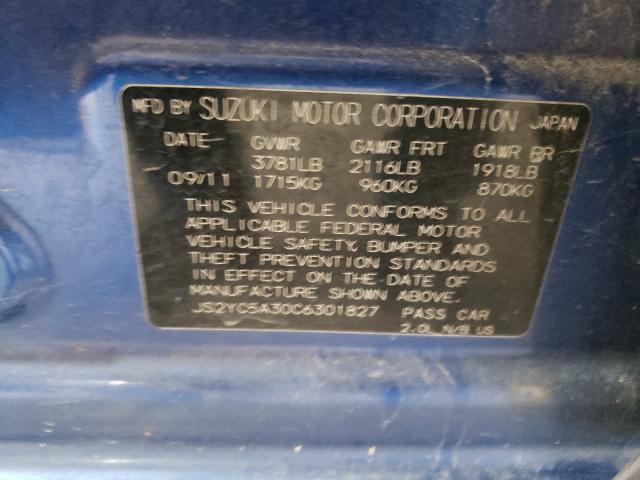 MFD BY SUZUKI MOTOR CORPORATION JAPAN
DATE GVWR GAWR FRT GAWR RR
3781LB 2116LB 1918LB
09/11 1715KG 960KG 870KG
THIS VEHICLE CONFORMS TO ALL
APPLICABLE FEDERAL MOTOR
VEHICLE SAFETY, BUMPER AND
THEFT PREVENTION STANDARDS
IN EFFECT ON THE DATE OF
MANUFACTURE SHOWN ABOVE.
JS2YC5A30C6301827 PASS CAR
2.0L N/B US